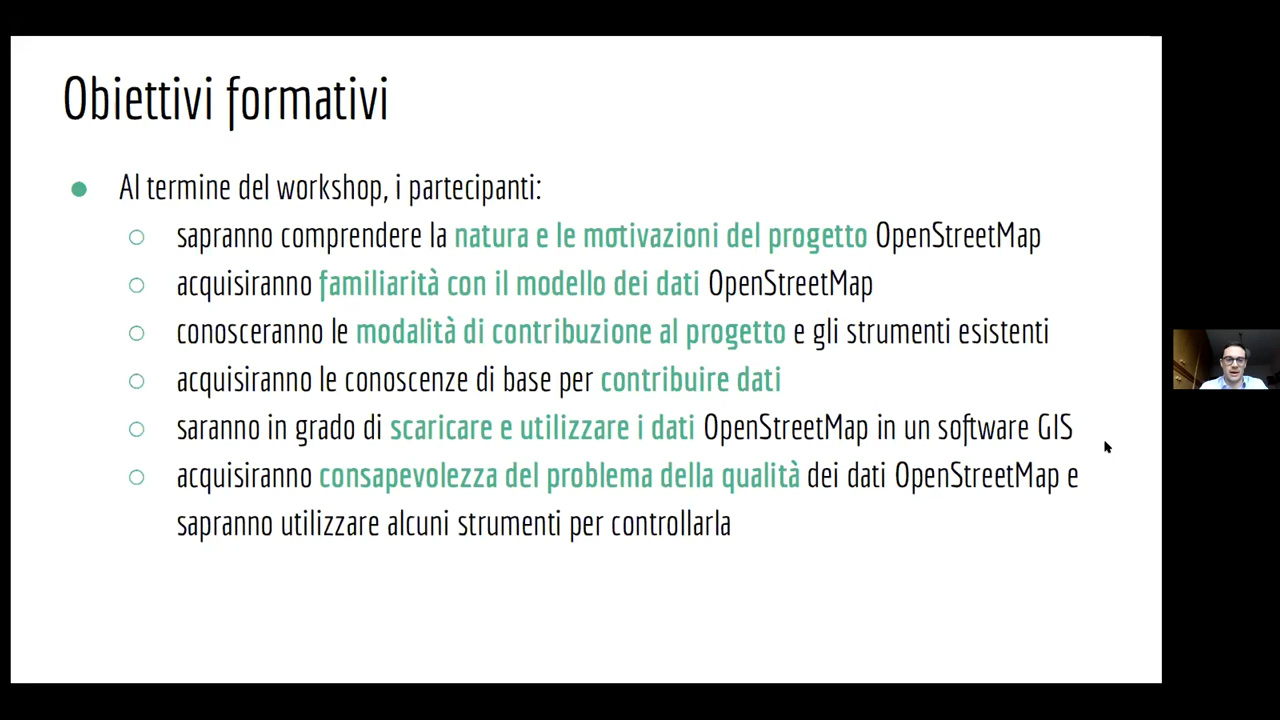 Obiettivi formativi
Al termine del workshop, i partecipanti:
sapranno comprendere la natura e le motivazioni del progetto OpenStreetMap
acquisiranno familiarità con il modello dei dati OpenStreetMap
conosceranno le modalità di contribuzione al progetto e gli strumenti esistenti
acquisiranno le conoscenze di base per contribuire dati
saranno in grado di scaricare e utilizzare i dati OpenStreetMap in un software GIS
acquisiranno consapevolezza del problema della qualità dei dati OpenStreetMap e
sapranno utilizzare alcuni strumenti per controllarla